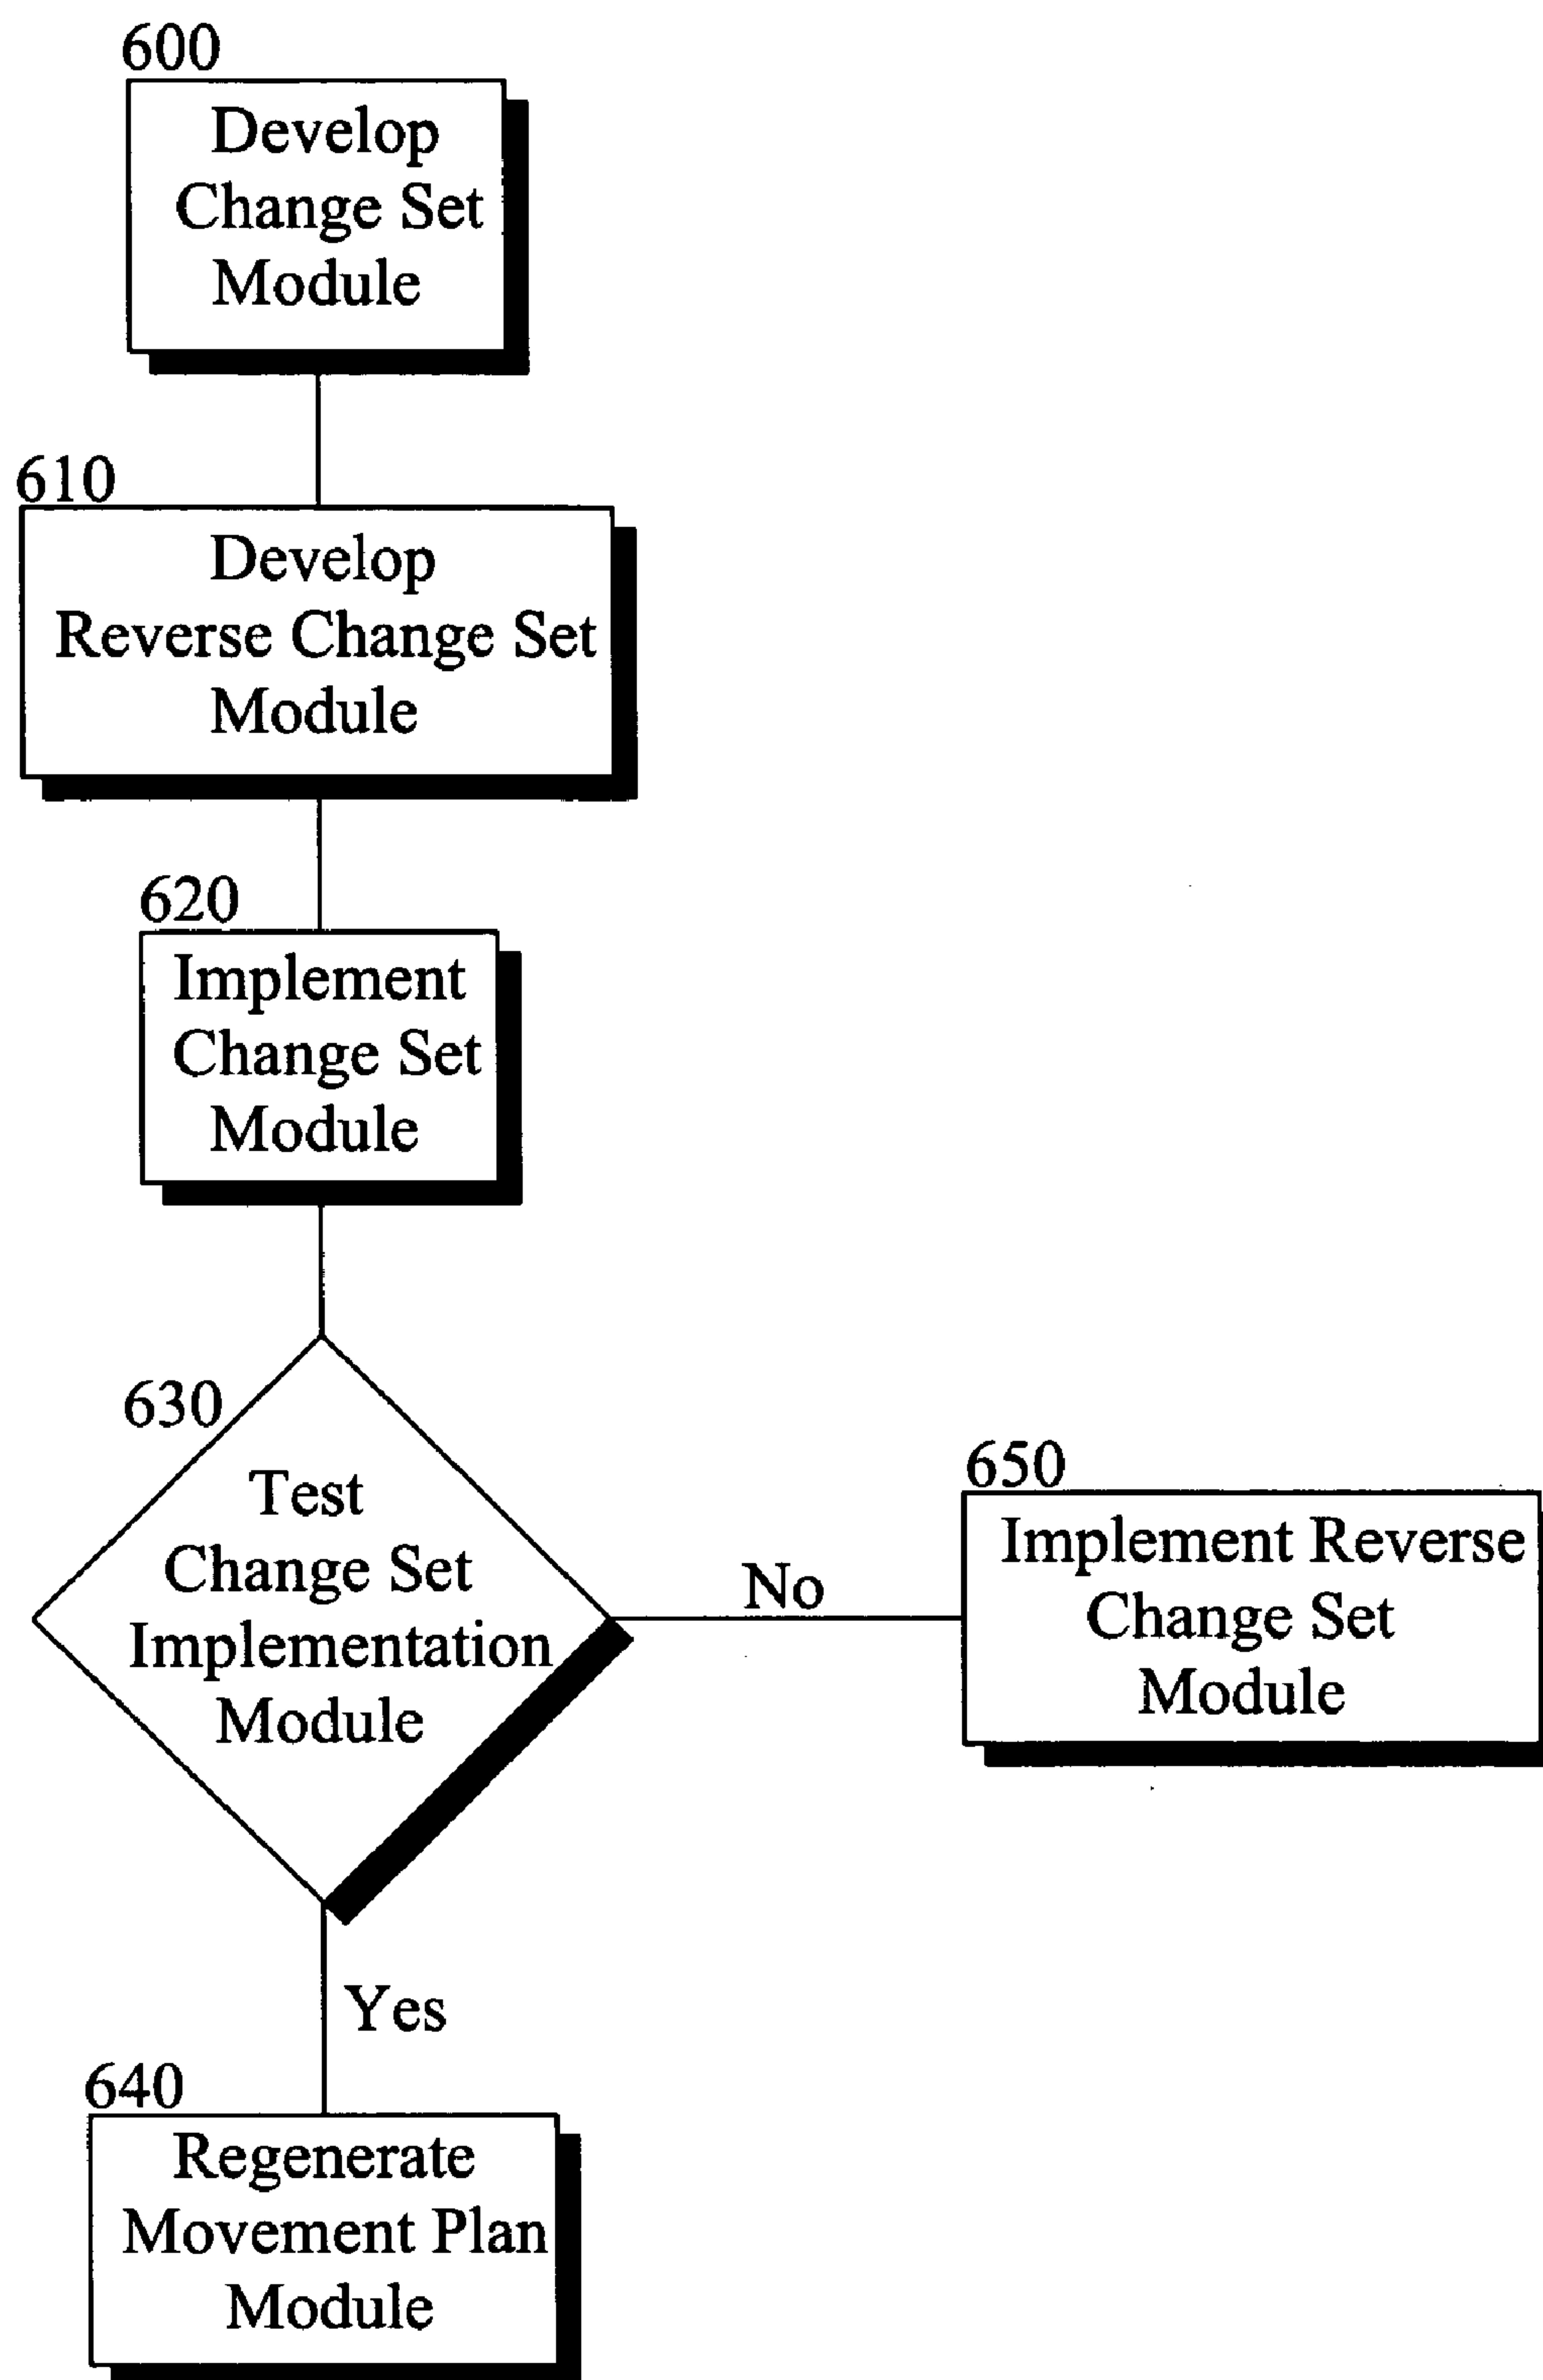 600
Develop
Change Set
Module
610
Develop
Reverse Change Set
Module
620
Implement
Change Set
Module
630
Test
Change Set
Implementation
Module
No
650
Implement Reverse
Change Set
Module
Yes
640
Regenerate
Movement Plan
Module